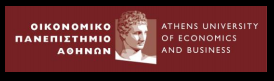 ΟΙΚΟΝΟΜΙΚΟ
ΠΑΝΕΠΙΣΤΗΜΙΟ
ΑΘΗΝΩΝ
ATHENS UNIVERSITY
OF ECONOMICS
AND BUSINESS